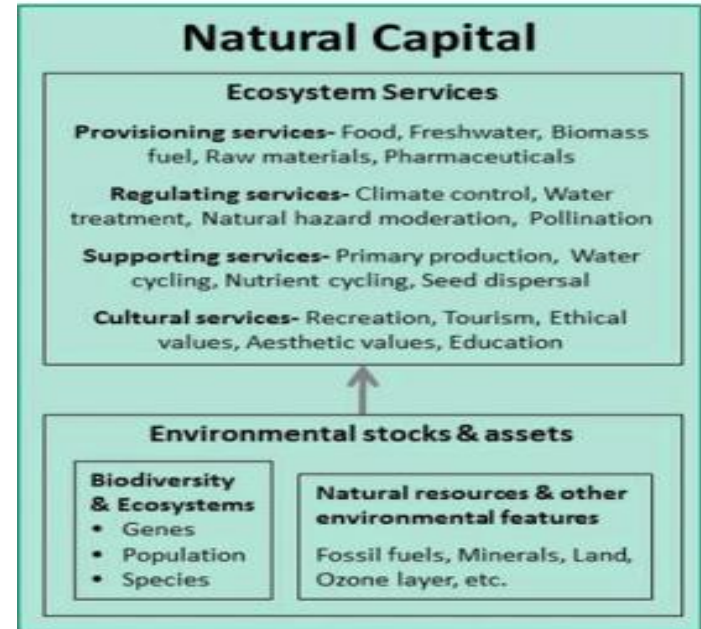 Natural Capital
Ecosystem Services
Provisioning services- Food, Freshwater, Biomass
fuel, Raw materials, Pharmaceuticals
Regulating services- Climate control, Water
treatment, Natural hazard moderation, Pollination
Supporting services- Primary production, Water
cycling, Nutrient cycling, Seed dispersal
Cultural services- Recreation, Tourism, Ethical
values, Aesthetic values, Education
Environmental stocks & assets
Biodiversity
& Ecosystems
• Genes
• Population
• Species
Natural resources & other
environmental features
Fossil fuels, Minerals, Land,
Ozone layer, etc.